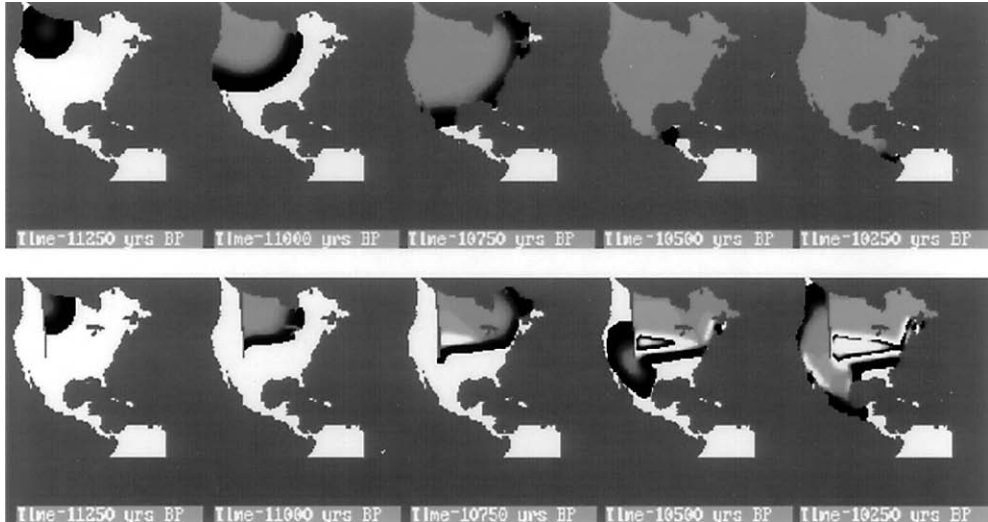 Time-11250 yrs BP
Time-11000 yrs BP
Time-10750 yrs BP
Time-10500 yrs BP
Time-10250 yrs BP
Time-11250 yrs BP
Time-11000 yrs BP
Time-10750 yrs BP
Time-10500 yrs BP
Time-10250 yrs BP